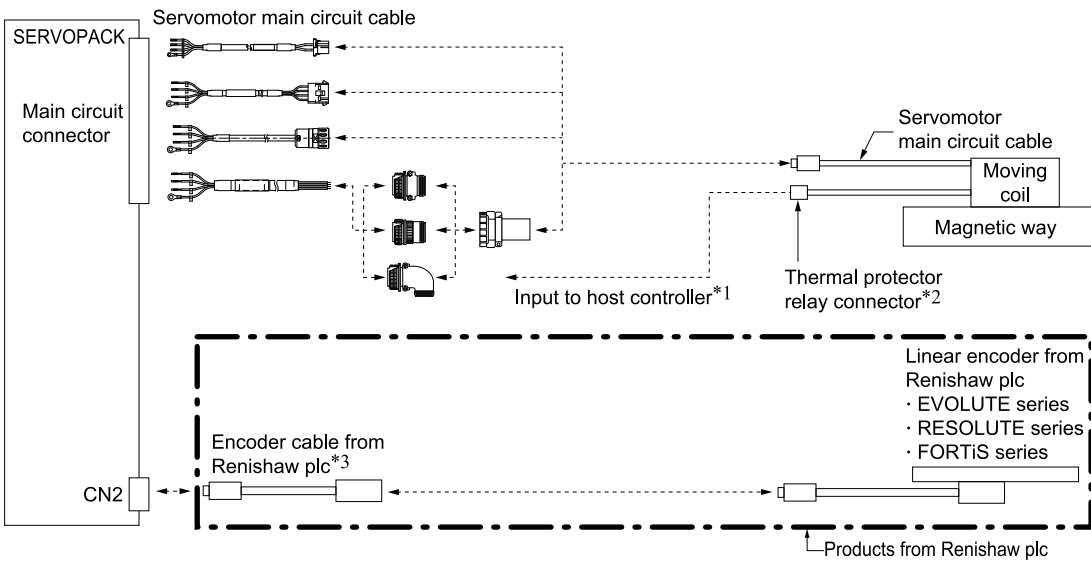 Servomotor main circuit cable
SERVOPACK
Main circuit
connector
Servomotor
main circuit cable
Moving
coil
Magnetic way
Thermal protector
relay connector*2
Input to host controller*1
Linear encoder from
Renishaw plc
· EVOLUTE series
· RESOLUTE series
· FORTiS series
Encoder cable from
Renishaw plc*3
CN2
Products from Renishaw plc